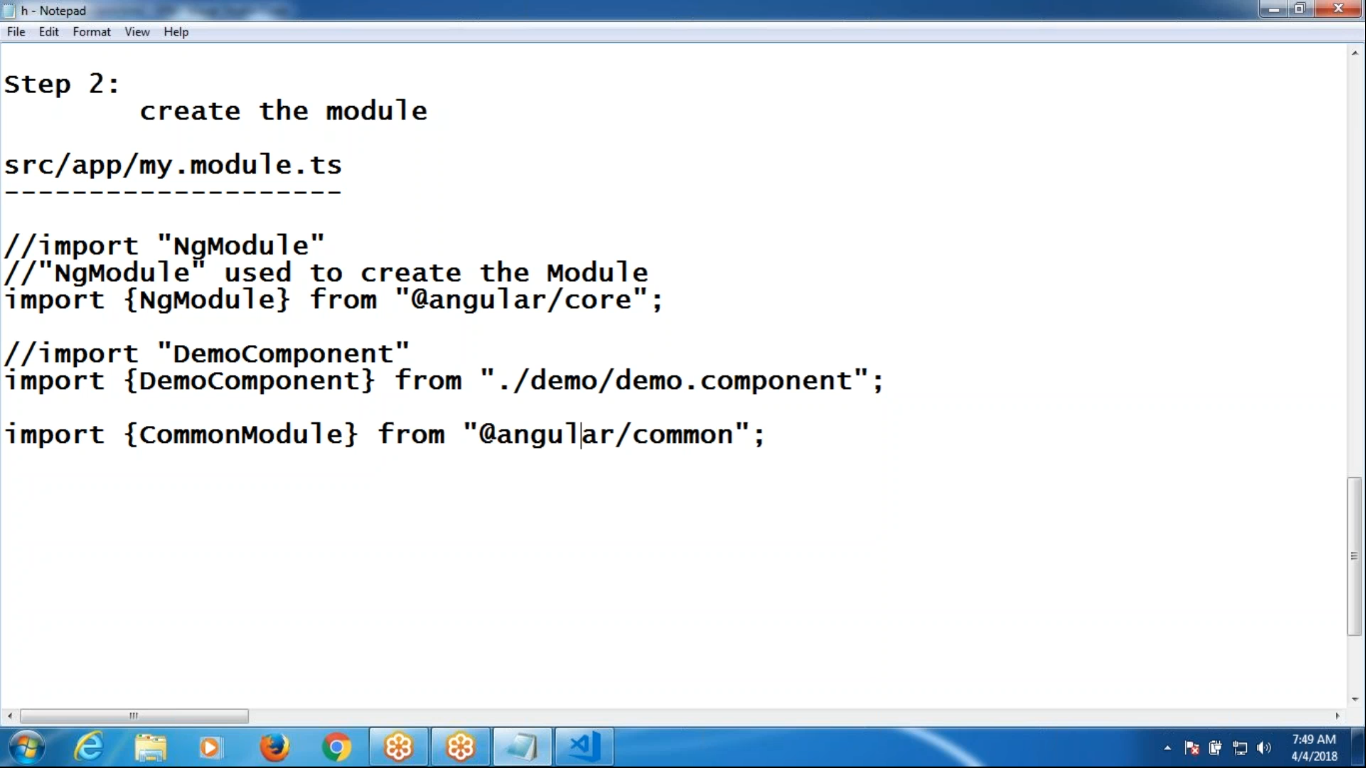 h - Notepad
File Edit Format View Help
Step 2:
create the module
src/app/my.module.ts
--------------------
//import "NgModule"
//"NgModule" used to create the Module
import {NgModule} from "@angular/core";
//import "DemoComponent"
import {DemoComponent} from "./demo/demo.component";
import {CommonModule} from "@angular/common";
7:49 AM
4/4/2018